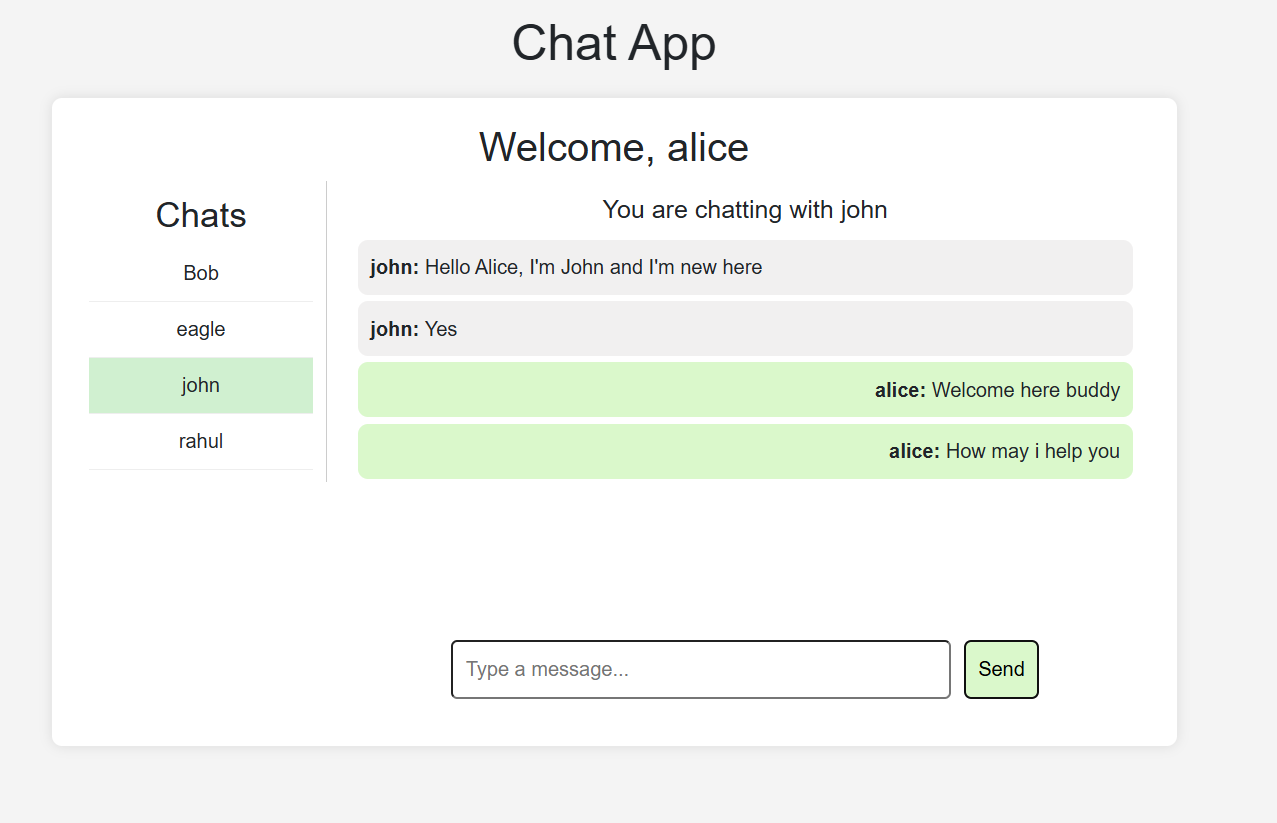 Chat App
Welcome, alice
Chats
Bob
eagle
john
rahul
You are chatting with john
john: Hello Alice, I'm John and I'm new here
john: Yes
alice: Welcome here buddy
alice: How may i help you
Type a message...
Send